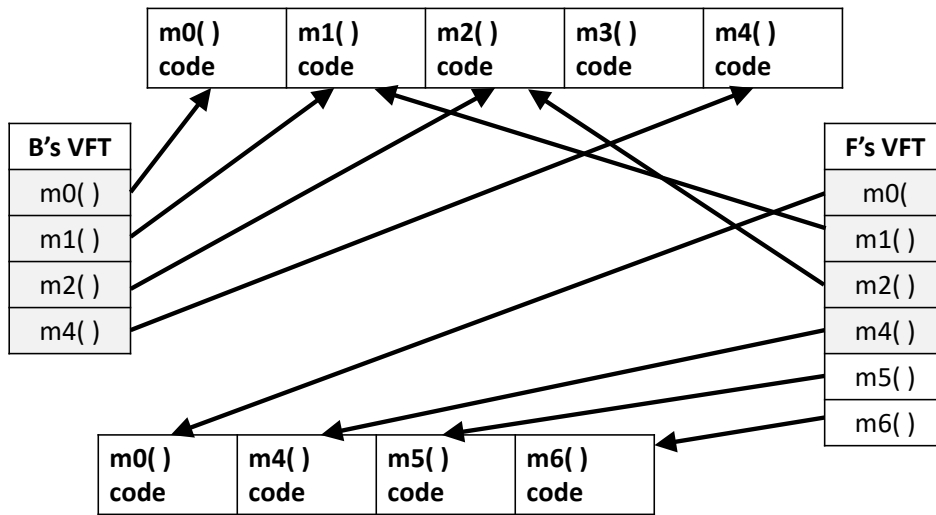 m0( ) m1( ) m2( ) m3( ) m4( )
code code code code code
B’s VFT
m0( )
m1( )
m2( )
m4( )
F’s VFT
m0(
m1( )
m2( )
m4( )
m5( )
m6( )
m0( ) m4( ) m5( ) m6( )
code code code code